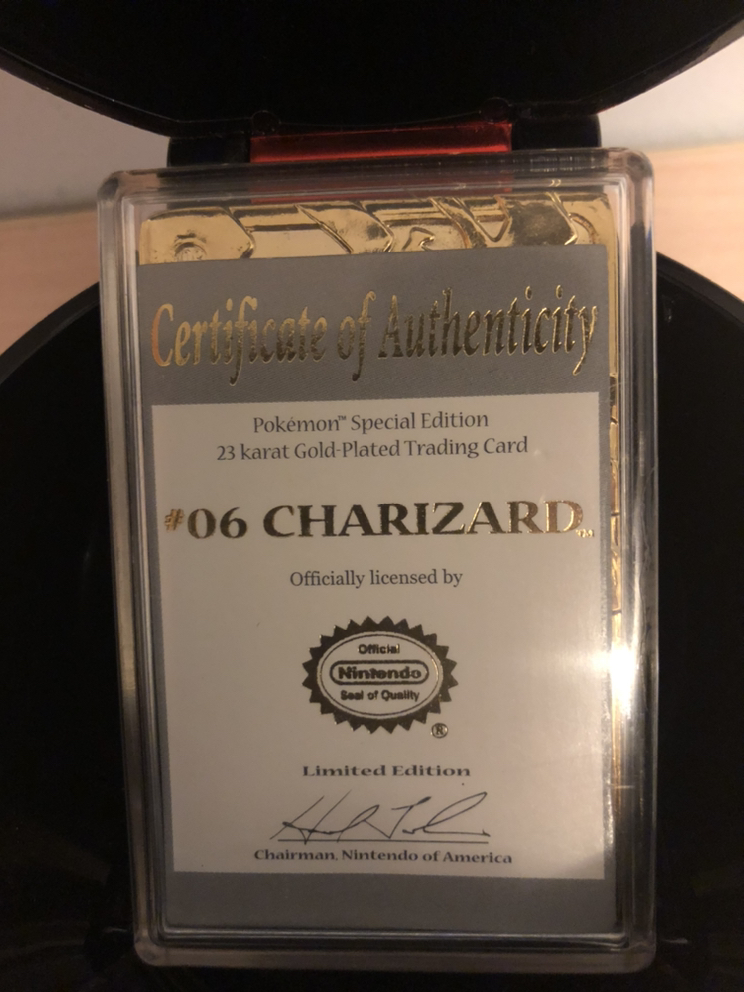 Certificate of Authenticity
Pokémon™ Special Edition
23 karat Gold-Plated Trading Card
#06 CHARIZARD™
Officially licensed by
Official
Nintendo
Seal of Quality
®
Limited Edition
Chairman, Nintendo of America